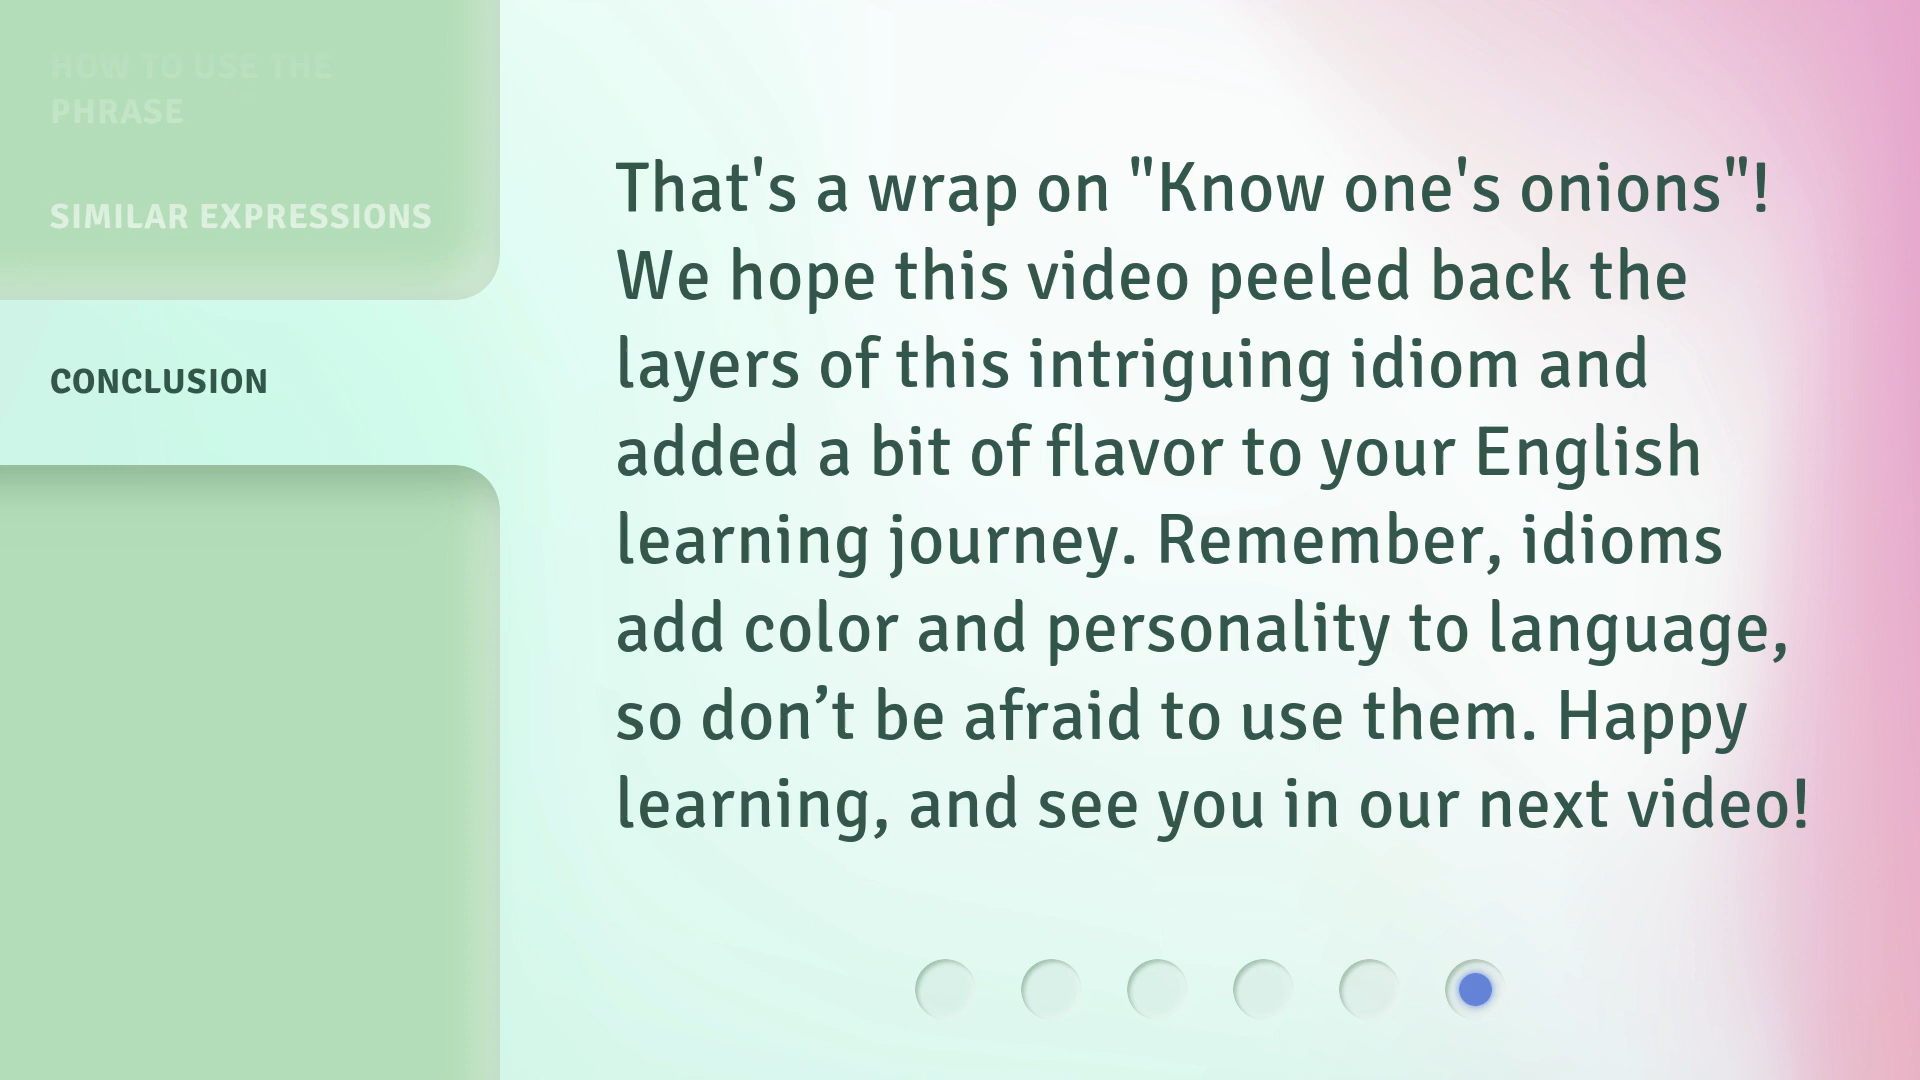 HOW TO USE THE
PHRASE
SIMILAR EXPRESSIONS
CONCLUSION
That's a wrap on "Know one's onions"!
We hope this video peeled back the
layers of this intriguing idiom and
added a bit of flavor to your English
learning journey. Remember, idioms
add color and personality to language,
so don’t be afraid to use them. Happy
learning, and see you in our next video!